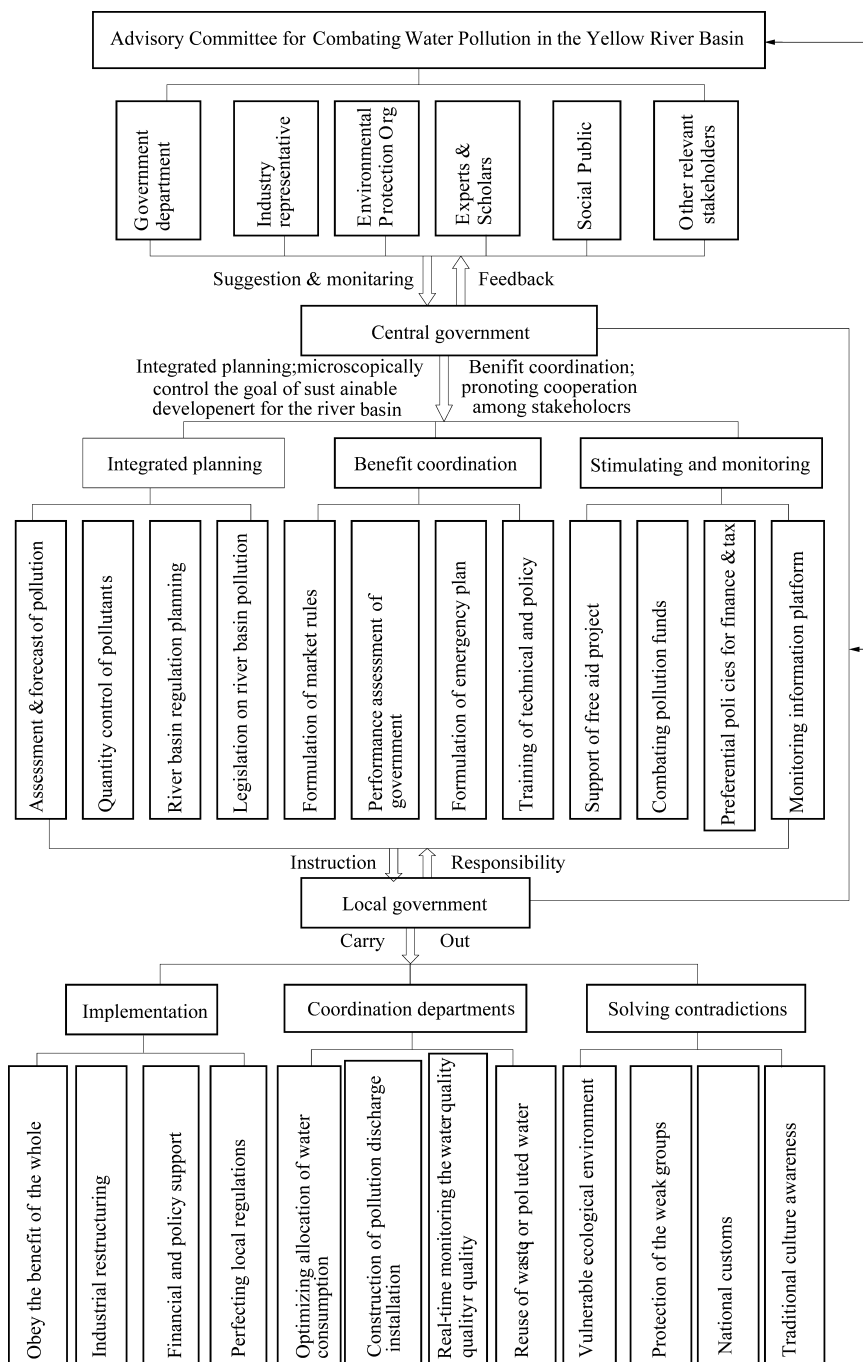 Advisory Committee for Combating Water Pollution in the Yellow River Basin
Government
department
Industry
representative
Environmental
Protection Org
Experts &
Scholars
Social Public
Other relevant
stakeholders
Suggestion & monitaring
Feedback
Central government
Integrated planning;microscopically
control the goal of sust ainable
developenert for the river basin
Benifit coordination;
pronoting cooperation
among stakeholocrs
Integrated planning
Benefit coordination
Stimulating and monitoring
Assessment & forecast of pollution
Quantity control of pollutants
River basin regulation planning
Legislation on river basin pollution
Formulation of market rules
Performance assessment of
government
Formulation of emergency plan
Training of technical and policy
Support of free aid project
Combating pollution funds
Preferential poli cies for finance &tax
Monitoring information platform
Instruction
Responsibility
Local government
Carry
Out
Implementation
Coordination departments
Solving contradictions
Obey the benefit of the whole
Industrial restructuring
Financial and policy support
Perfecting local regulations
Optimizing allocation of water
consumption
Construction of pollution discharge
installation
Real-time monitoring the water quality
qualityr quality
Reuse of wastq or poluted water
Vulnerable ecological environment
Protection of the weak groups
National customs
Traditional culture awareness